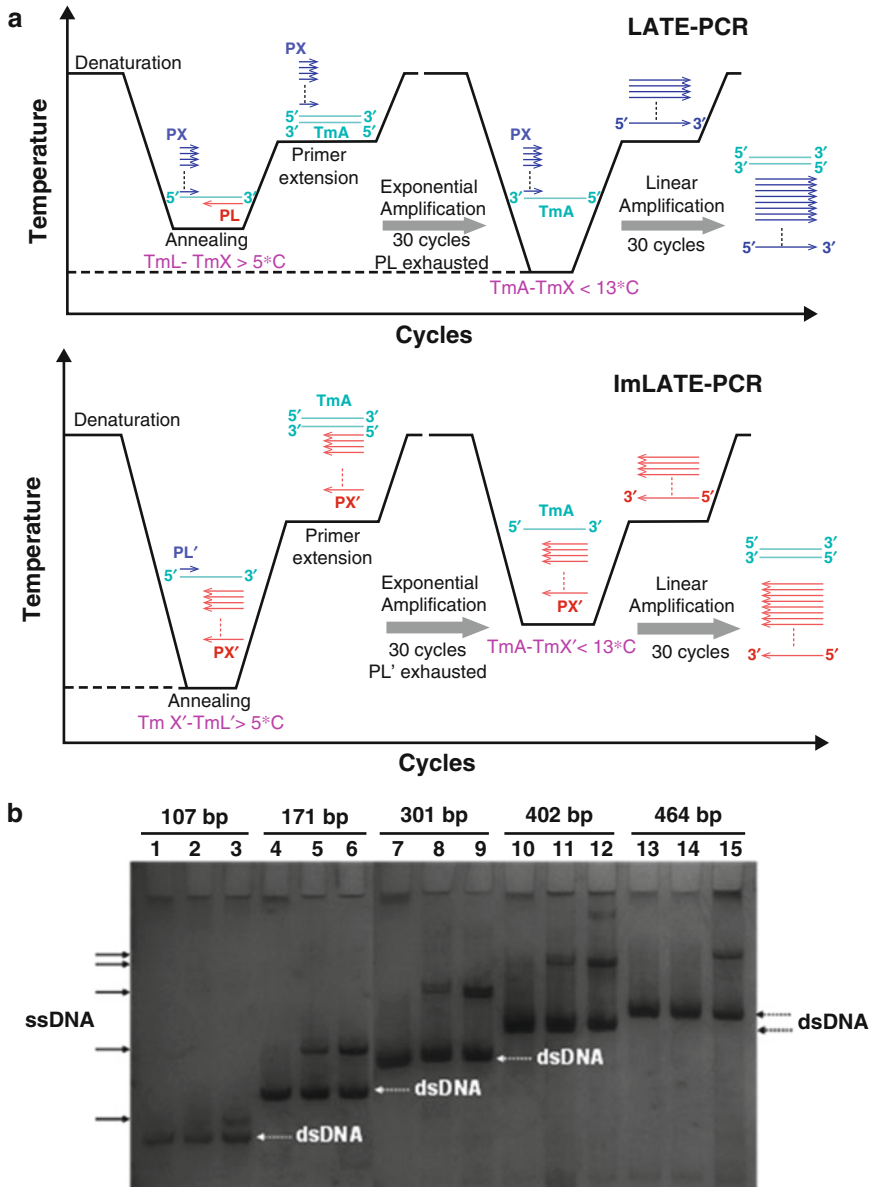 a
LATE-PCR
Temperature
Denaturation
PX
5′ 3′
PL
Annealing
TmL- TmX > 5*C
PX
5′ 3′
3′ TmA 5′
Primer
extension
Exponential
Amplification
30 cycles
PL exhausted
PX
3′ 5′
TmA
TmA-TmX < 13*C
5′ 3′
Linear
Amplification
30 cycles
5′ 3′
3′ 5′
5′ 3′
Cycles
ImLATE-PCR
Temperature
Denaturation
PL′
5′ 3′
PX′
Annealing
Tm X′-TmL′> 5*C
TmA
5′ 3′
3′ 5′
PX′
Primer
extension
Exponential
Amplification
30 cycles
PL’ exhausted
TmA
5′ 3′
PX′
TmA-TmX′< 13*C
3′ 5′
Linear
Amplification
30 cycles
5′ 3′
3′ 5′
3′ 5′
Cycles
b
107 bp 171 bp 301 bp 402 bp 464 bp
1 2 3 4 5 6 7 8 9 10 11 12 13 14 15
ssDNA
dsDNA
dsDNA
dsDNA
dsDNA